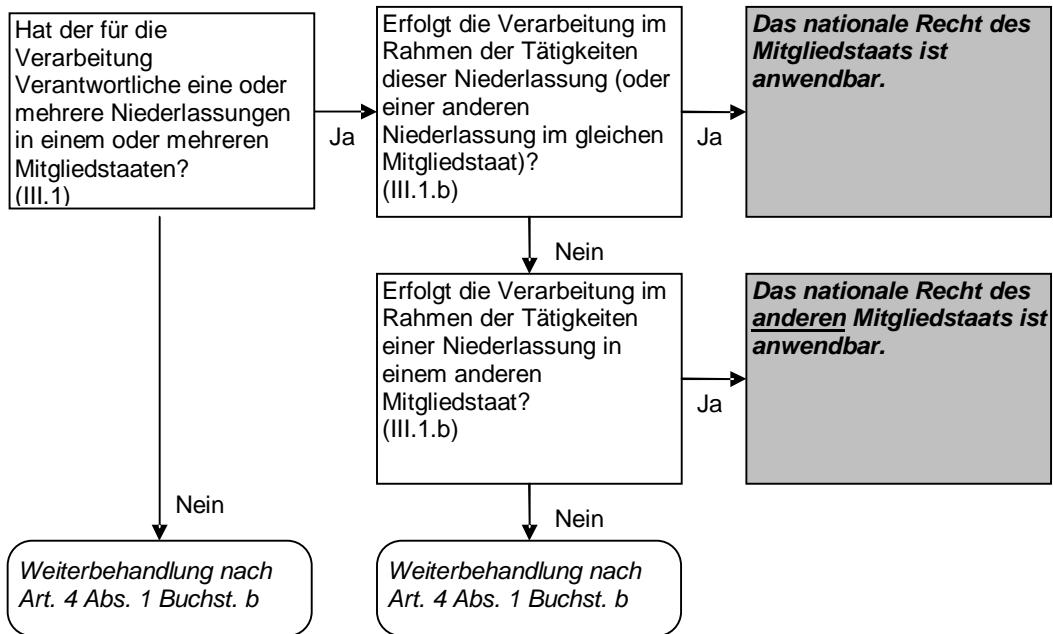 Hat der für die
Verarbeitung
Verantwortliche eine oder
mehrere Niederlassungen
in einem oder mehreren
Mitgliedstaaten?
(III.1)
Ja
Erfolgt die Verarbeitung im
Rahmen der Tätigkeiten
dieser Niederlassung (oder
einer anderen
Niederlassung im gleichen
Mitgliedstaat)?
(III.1.b)
Ja
Das nationale Recht des
Mitgliedstaats ist
anwendbar.
Nein
Erfolgt die Verarbeitung im
Rahmen der Tätigkeiten
einer Niederlassung in
einem anderen
Mitgliedstaat?
(III.1.b)
Ja
Das nationale Recht des
anderen Mitgliedstaats ist
anwendbar.
Nein
Nein
Weiterbehandlung nach
Art. 4 Abs. 1 Buchst. b
Weiterbehandlung nach
Art. 4 Abs. 1 Buchst. b